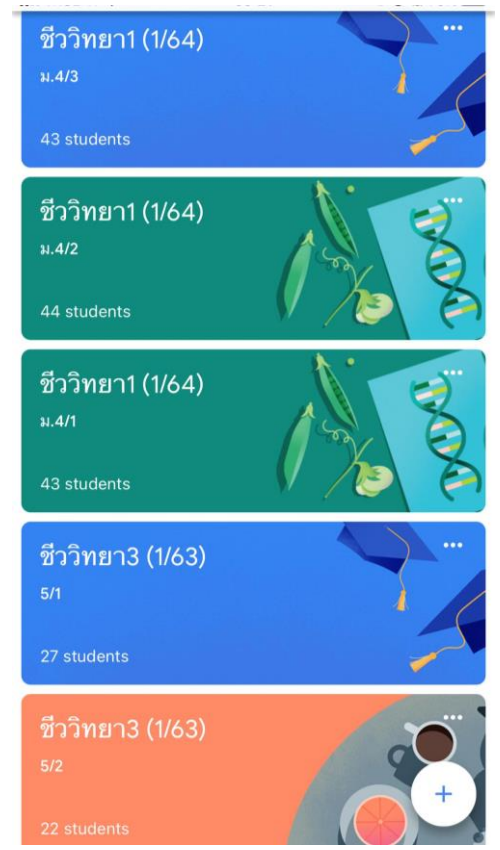 ชีววิทยา1 (1/64)
ม.4/3
43 students
ชีววิทยา1 (1/64)
ม.4/2
44 students
ชีววิทยา1 (1/64)
ม.4/1
43 students
ชีววิทยา3 (1/63)
5/1
27 students
ชีววิทยา3 (1/63)
5/2
22 students